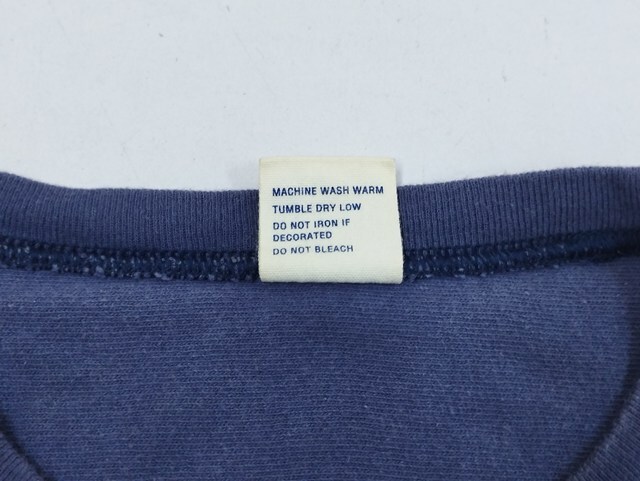 MACHINE WASH WARM
TUMBLE DRY LOW
DO NOT IRON IF
DECORATED
DO NOT BLEACH